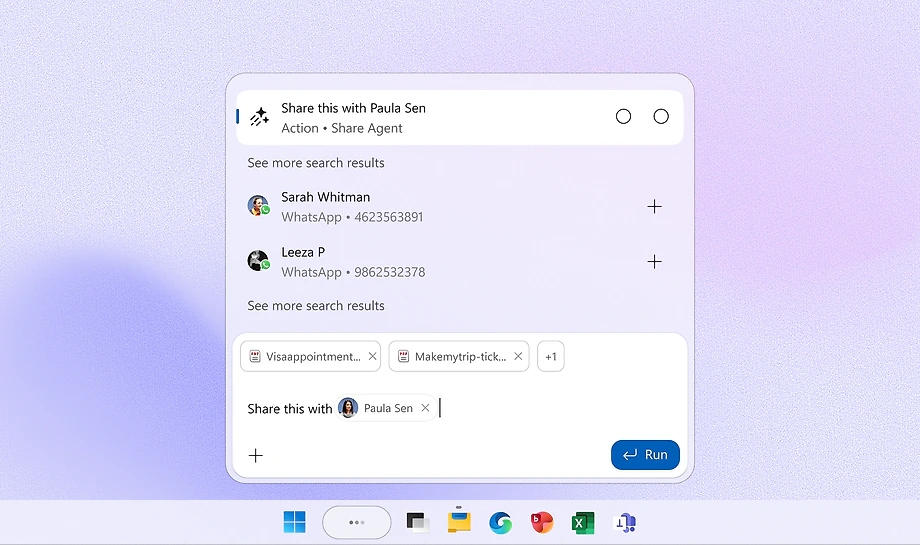 Share this with Paula Sen
Action • Share Agent
See more search results
Sarah Whitman
WhatsApp • 4623563891
Leeza P
WhatsApp • 9862532378
See more search results
Visaappointment...
Makemytrip-tick...
+1
Share this with Paula Sen
Run